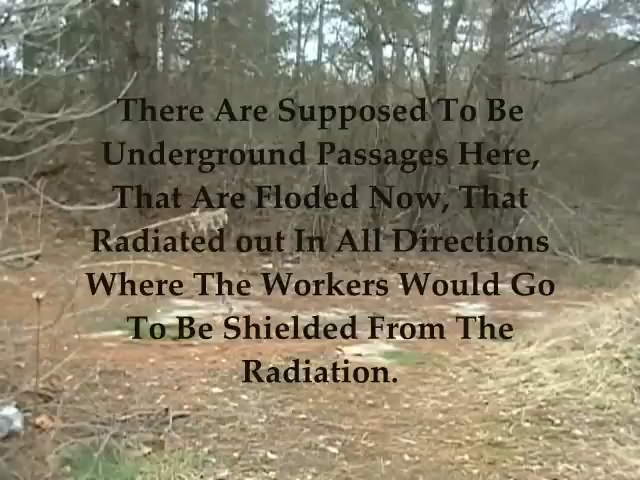 There Are Supposed To Be
Underground Passages Here,
That Are Floded Now, That
Radiated out In All Directions
Where The Workers Would Go
To Be Shielded From The
Radiation.